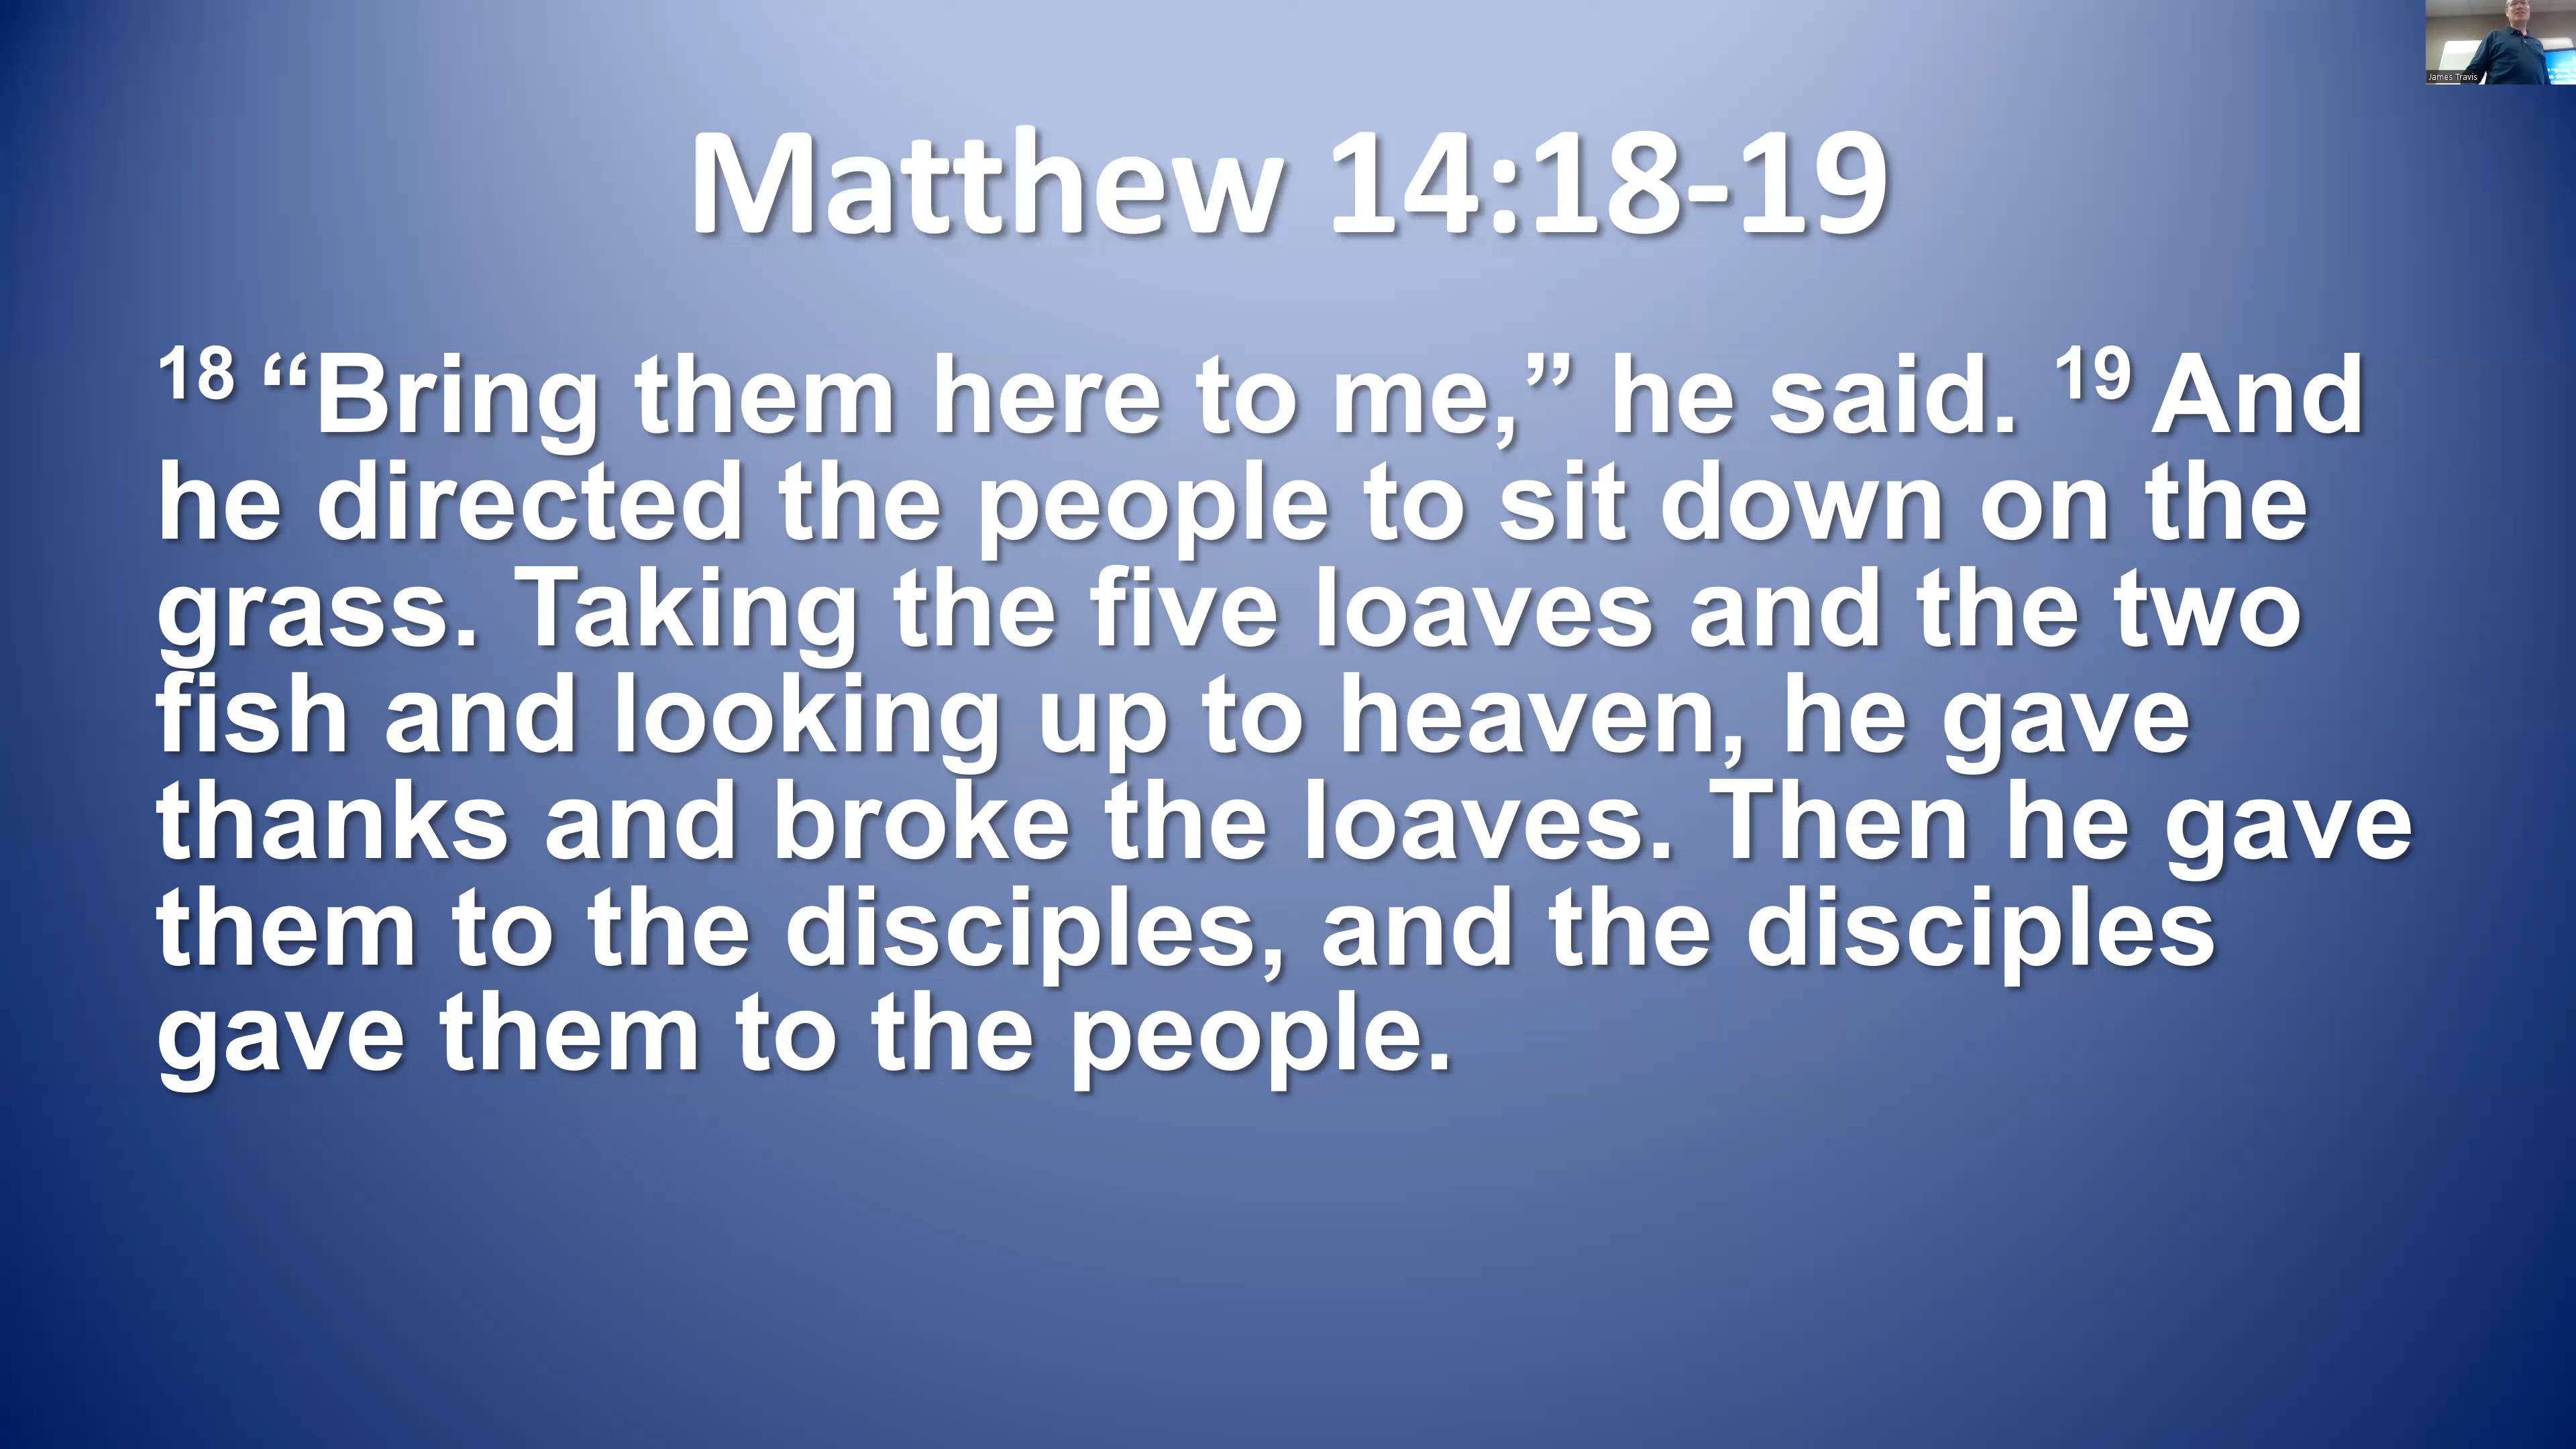 James Travis
Matthew 14:18-19
18 “Bring them here to me,” he said. 19 And
he directed the people to sit down on the
grass. Taking the five loaves and the two
fish and looking up to heaven, he gave
thanks and broke the loaves. Then he gave
them to the disciples, and the disciples
gave them to the people.